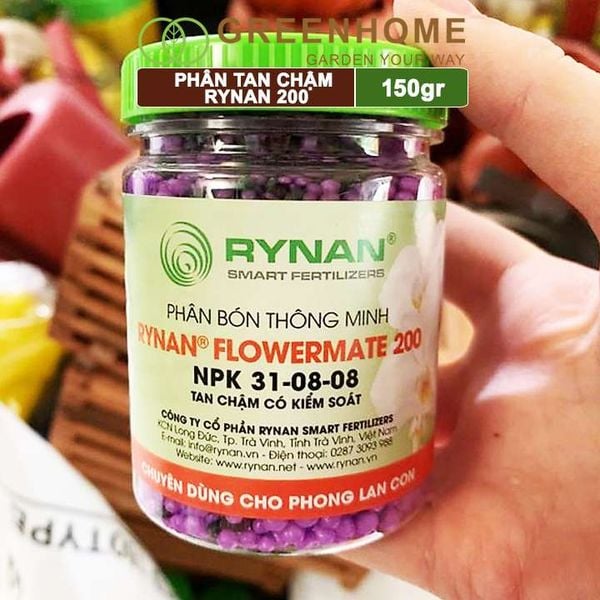 GREENHOME
GARDEN YOUR WAY
PHÂN TAN CHẬM
RYNAN 200
150gr
RYNAN®
SMART FERTILIZERS
PHÂN BÓN THÔNG MINH
RYNAN® FLOWERMATE 200
NPK 31-08-08
TAN CHẬM CÓ KIỂM SOÁT
CÔNG TY CỔ PHẦN RYNAN SMART FERTILIZERS
KCN Long Đức, Tp. Trà Vinh, Tỉnh Trà Vinh, Việt Nam
E-mail: info@rynan.vn - Điện thoại: 0287 3093 988
Website: www.rynan.net - www.rynan.vn
CHUYÊN DÙNG CHO PHONG LAN CON
OTYPE